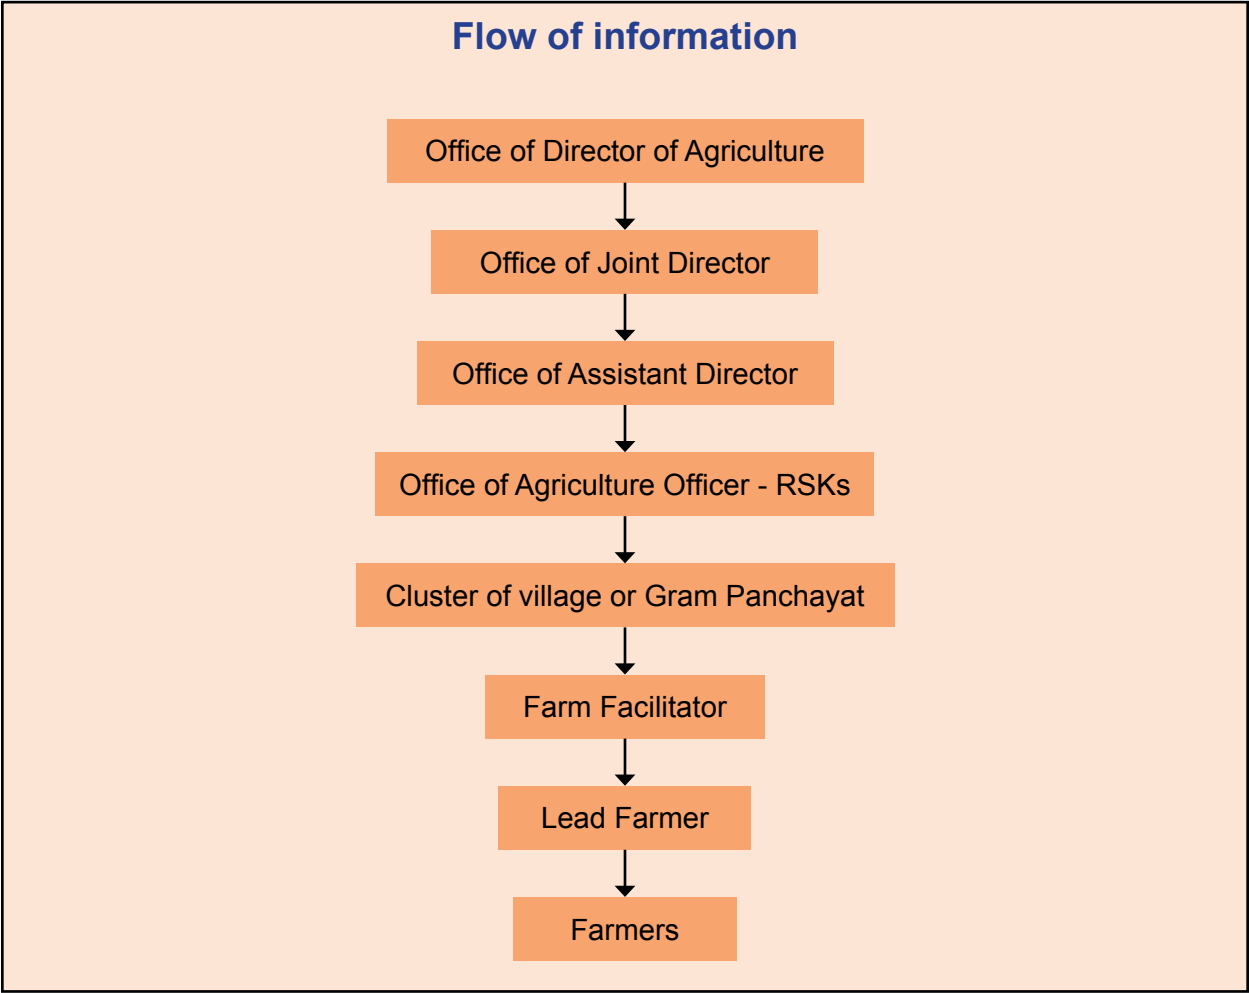 Flow of information
Office of Director of Agriculture
Office of Joint Director
Office of Assistant Director
Office of Agriculture Officer - RSKs
Cluster of village or Gram Panchayat
Farm Facilitator
Lead Farmer
Farmers